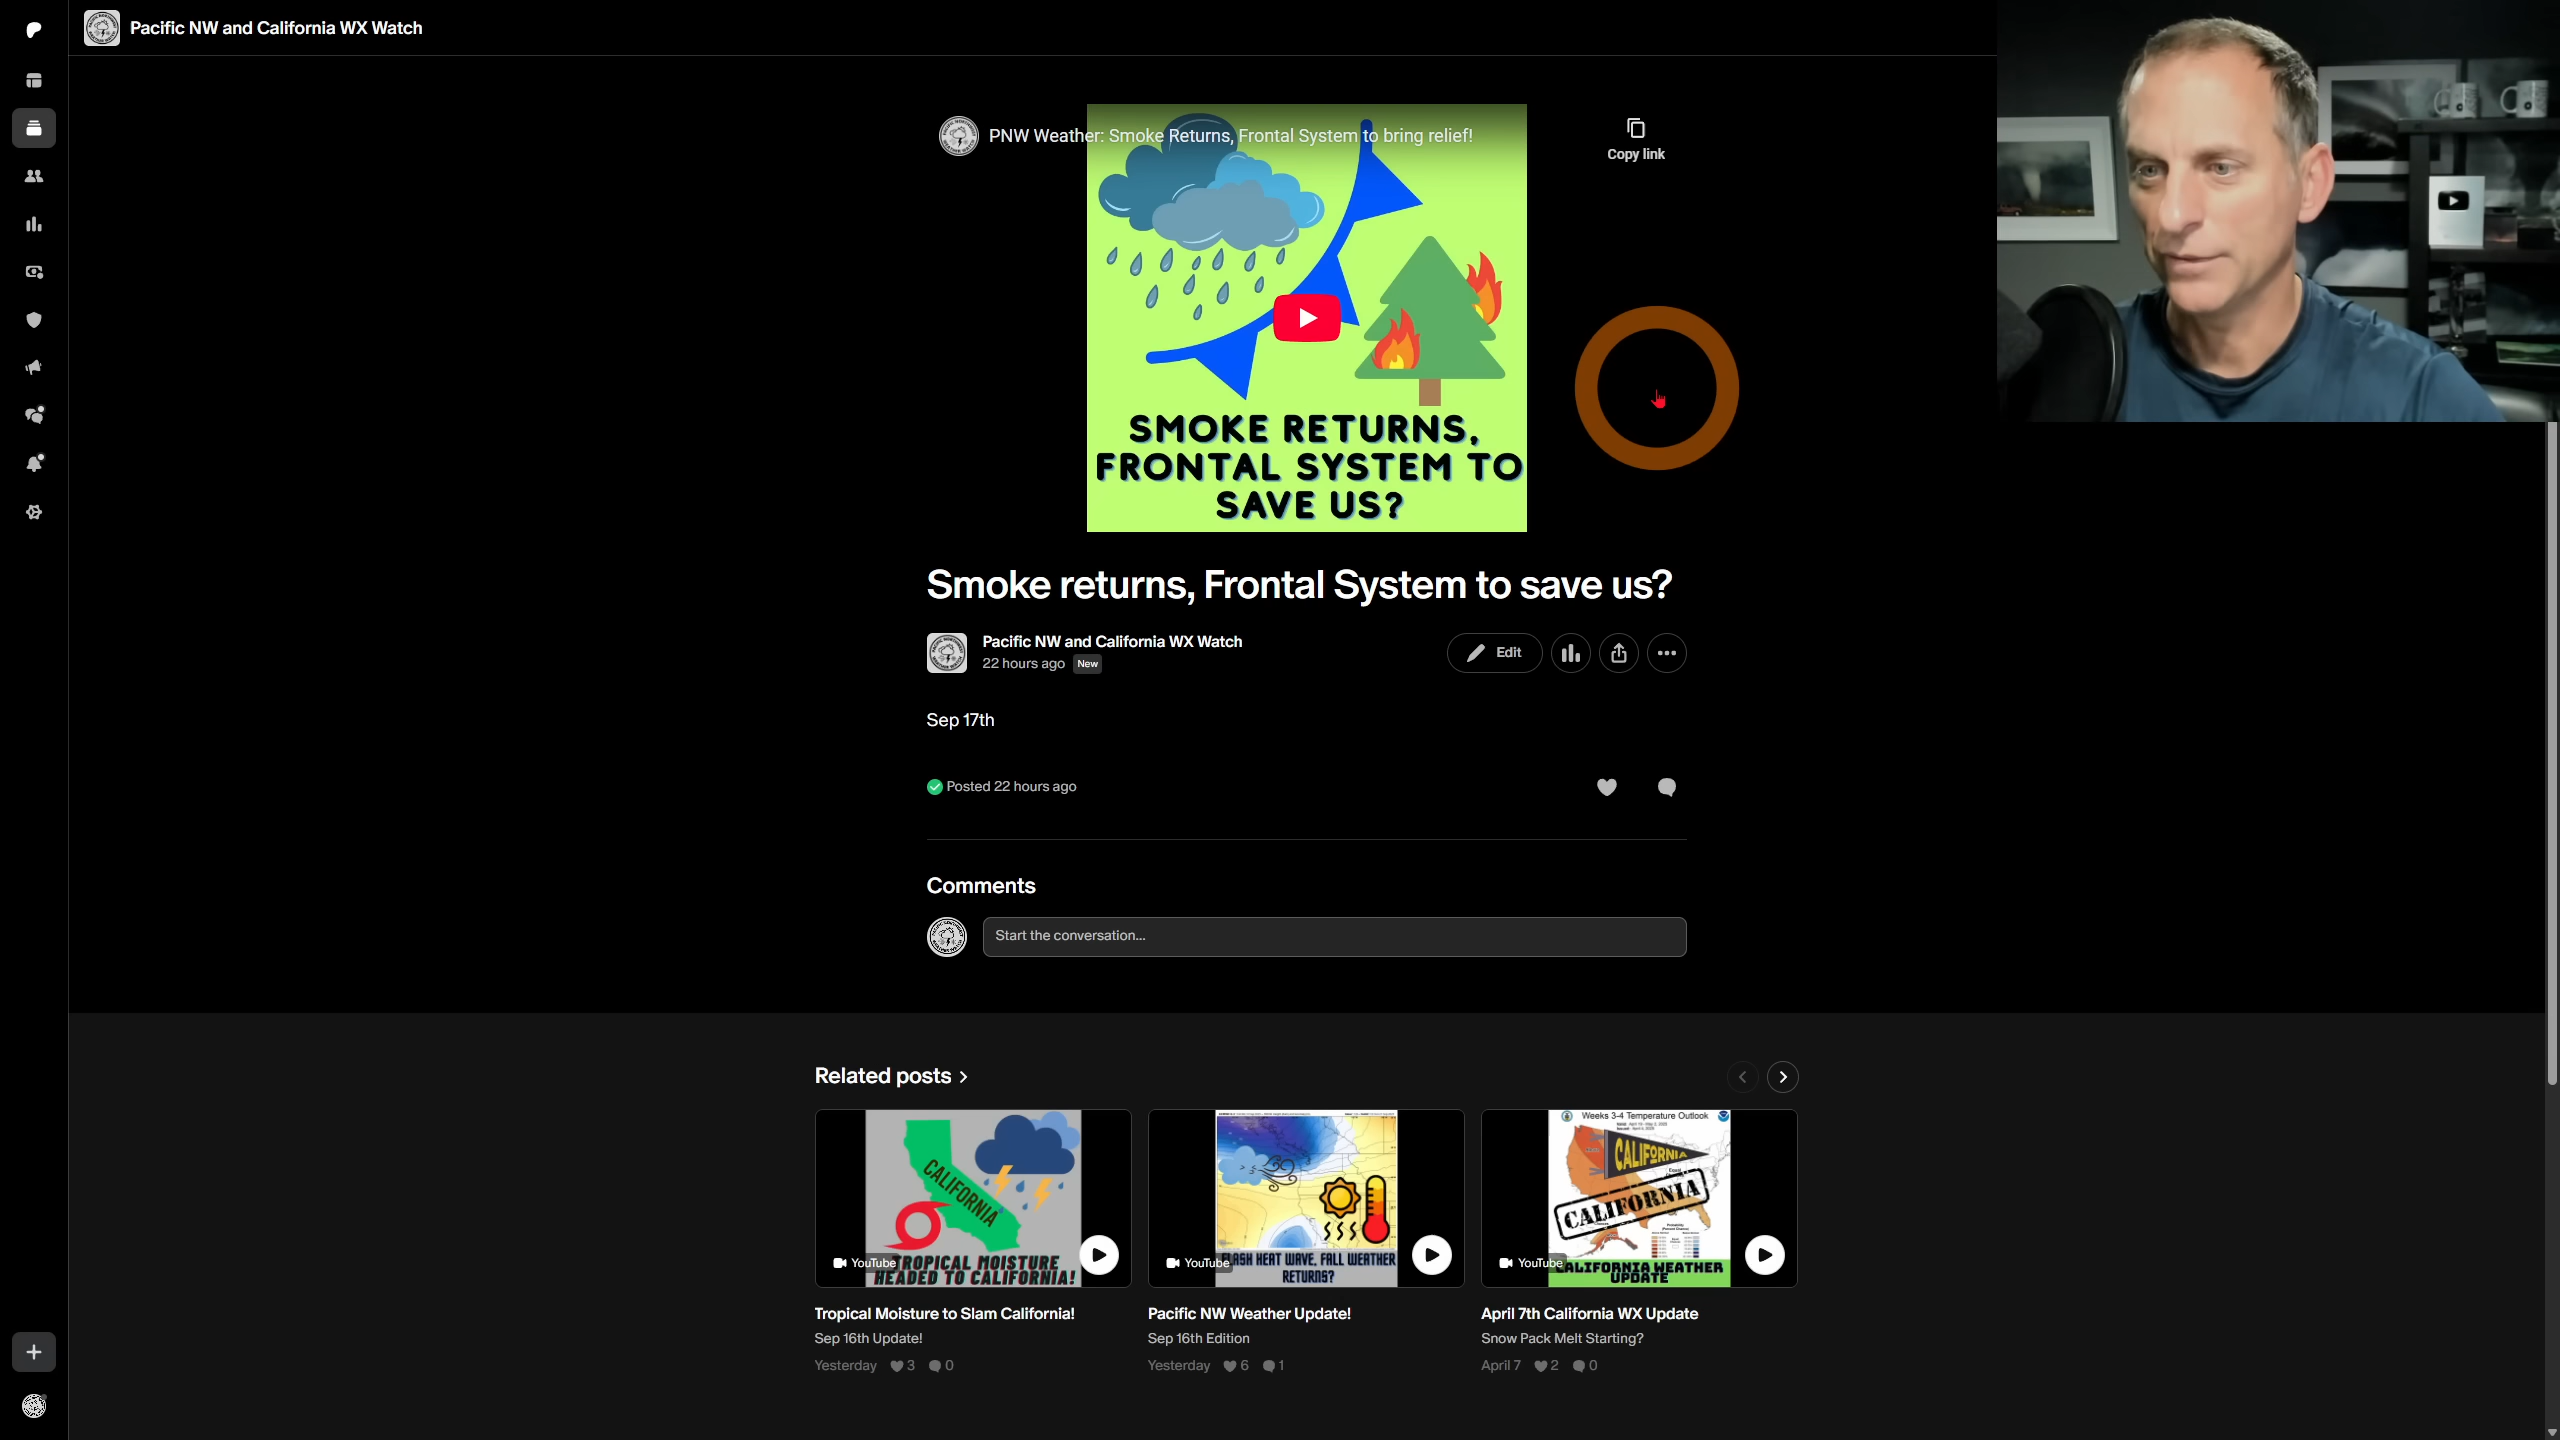 Pacific NW and California WX Watch
PNW Weather: Smoke Returns, Frontal System to bring relief!
Copy link
SMOKE RETURNS,
FRONTAL SYSTEM TO
SAVE US?
Smoke returns, Frontal System to save us?
Pacific NW and California WX Watch
22 hours ago New
Edit
Sep 17th
Posted 22 hours ago
Comments
Start the conversation...
Related posts
CALIFORNIA
YouTube
TROPICAL MOISTURE
HEADED TO CALIFORNIA!
YouTube
FLASH HEAT WAVE, FALL WEATHER
RETURNS?
Weeks 3-4 Temperature Outlook
CALIFORNIA
CALIFORNIA
YouTube
CALIFORNIA WEATHER
UPDATE
Tropical Moisture to Slam California!
Sep 16th Update!
Yesterday 3 0
Pacific NW Weather Update!
Sep 16th Edition
Yesterday 6 1
April 7th California WX Update
Snow Pack Melt Starting?
April 7 2 0